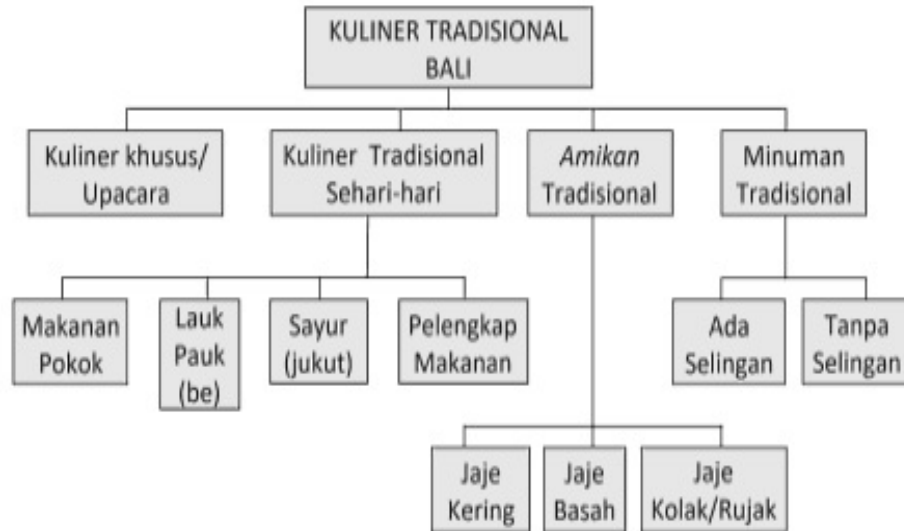 KULINER TRADISIONAL
BALI
Kuliner khusus/
Upacara
Kuliner Tradisional
Sehari-hari
Amikan
Tradisional
Minuman
Tradisional
Makanan
Pokok
Lauk
Pauk
(be)
Sayur
(jukut)
Pelengkap
Makanan
Ada
Selingan
Tanpa
Selingan
Jaje
Kering
Jaje
Basah
Jaje
Kolak/Rujak